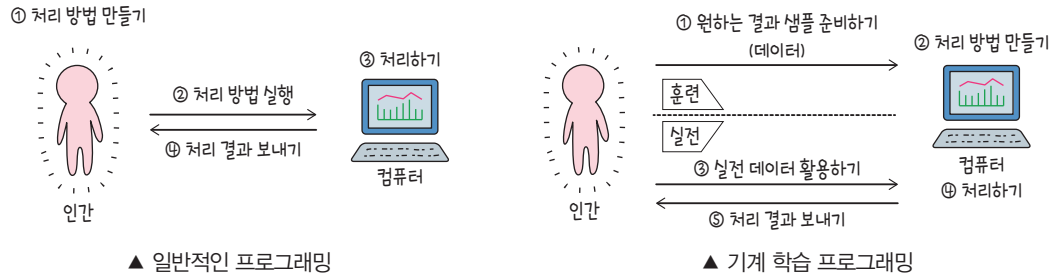 ① 처리 방법 만들기
③ 처리하기
② 처리 방법 실행
④ 처리 결과 보내기
인간
컴퓨터
▲ 일반적인 프로그래밍
① 원하는 결과 샘플 준비하기
(데이터)
② 처리 방법 만들기
훈련
실전
③ 실전 데이터 활용하기
⑤ 처리 결과 보내기
인간
컴퓨터
④ 처리하기
▲ 기계 학습 프로그래밍